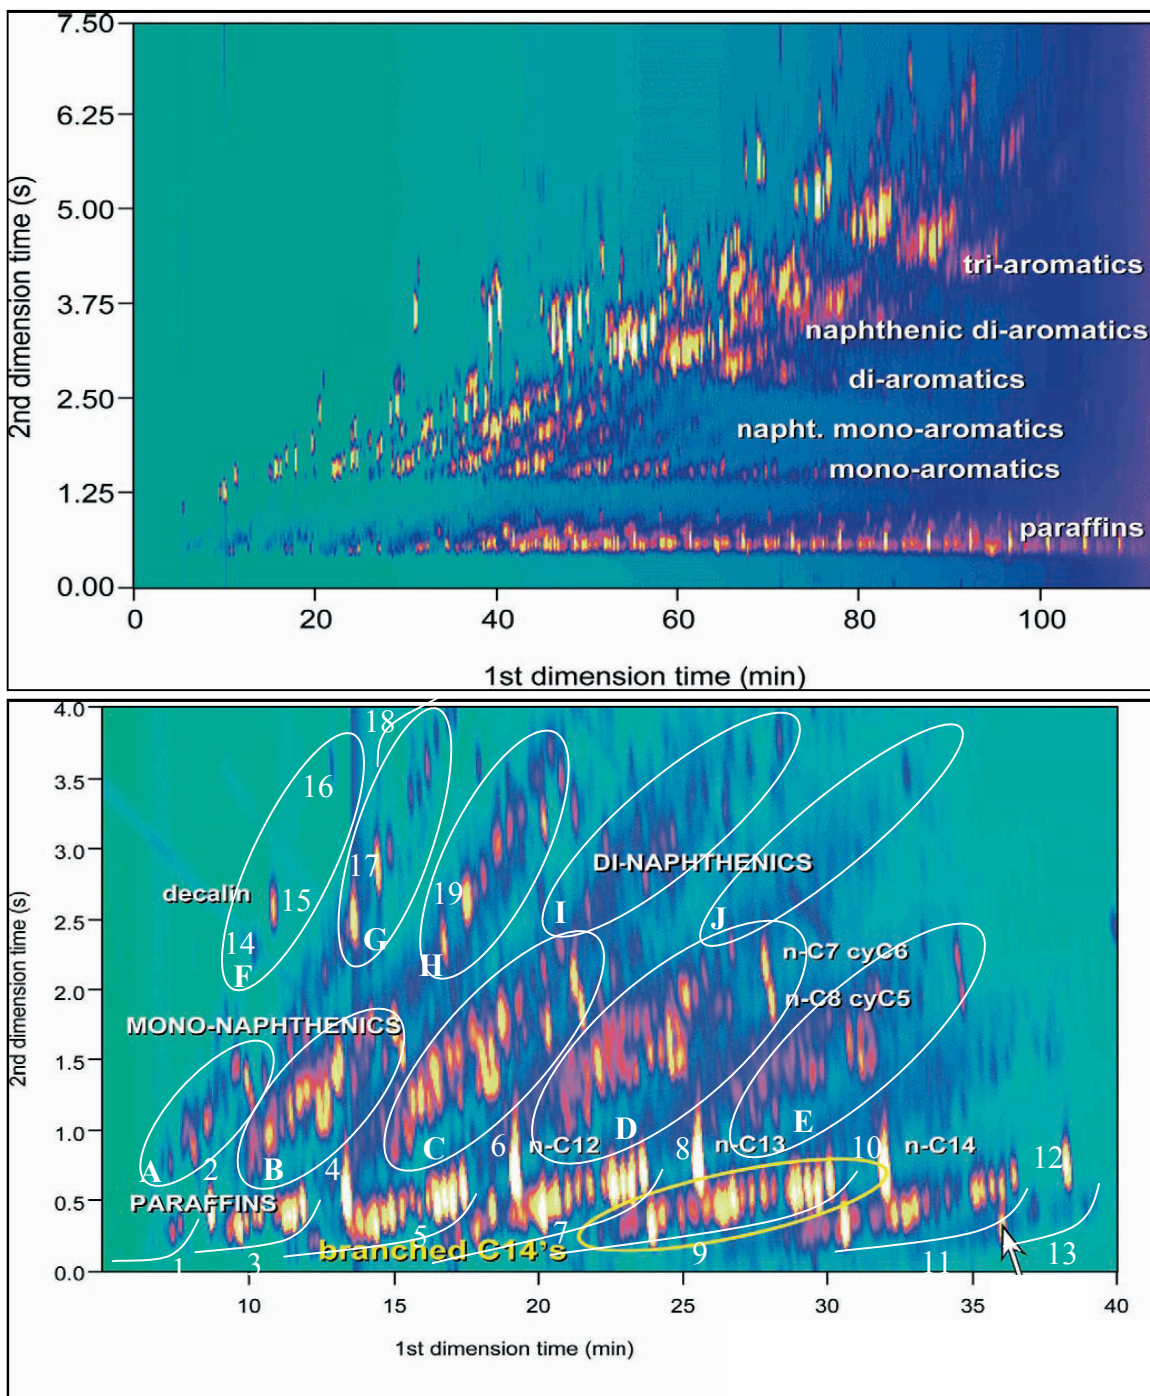 7.50
6.25
5.00
3.75
2.50
1.25
0.00
2nd dimension time (s)
tri-aromatics
naphthenic di-aromatics
di-aromatics
napht. mono-aromatics
mono-aromatics
paraffins
0 20 40 60 80 100
1st dimension time (min)
4.0
3.5
3.0
2.5
2.0
1.5
1.0
0.5
0.0
2nd dimension time (s)
18
16
17
DI-NAPHTHENICS
decalin
15
19
I
J
14
G
H
F
n-C7 cyC6
n-C8 cyC5
MONO-NAPHTHENICS
A
2
B
4
C
6
n-C12
D
8
n-C13
E
10
n-C14
12
PARAFFINS
1
3
5
7
9
11
13
branched C14's
10 15 20 25 30 35 40
1st dimension time (min)